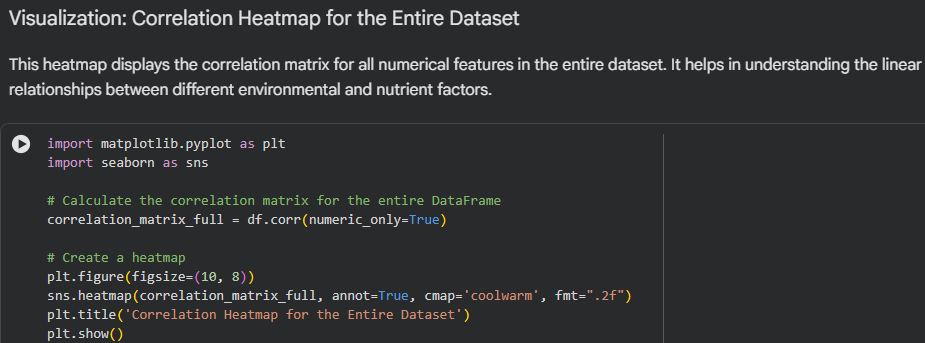 Visualization: Correlation Heatmap for the Entire Dataset
This heatmap displays the correlation matrix for all numerical features in the entire dataset. It helps in understanding the linear
relationships between different environmental and nutrient factors.
import matplotlib.pyplot as plt
import seaborn as sns
# Calculate the correlation matrix for the entire DataFrame
correlation_matrix_full = df.corr(numeric_only=True)
# Create a heatmap
plt.figure(figsize=(10, 8))
sns.heatmap(correlation_matrix_full, annot=True, cmap='coolwarm', fmt=".2f")
plt.title('Correlation Heatmap for the Entire Dataset')
plt.show()